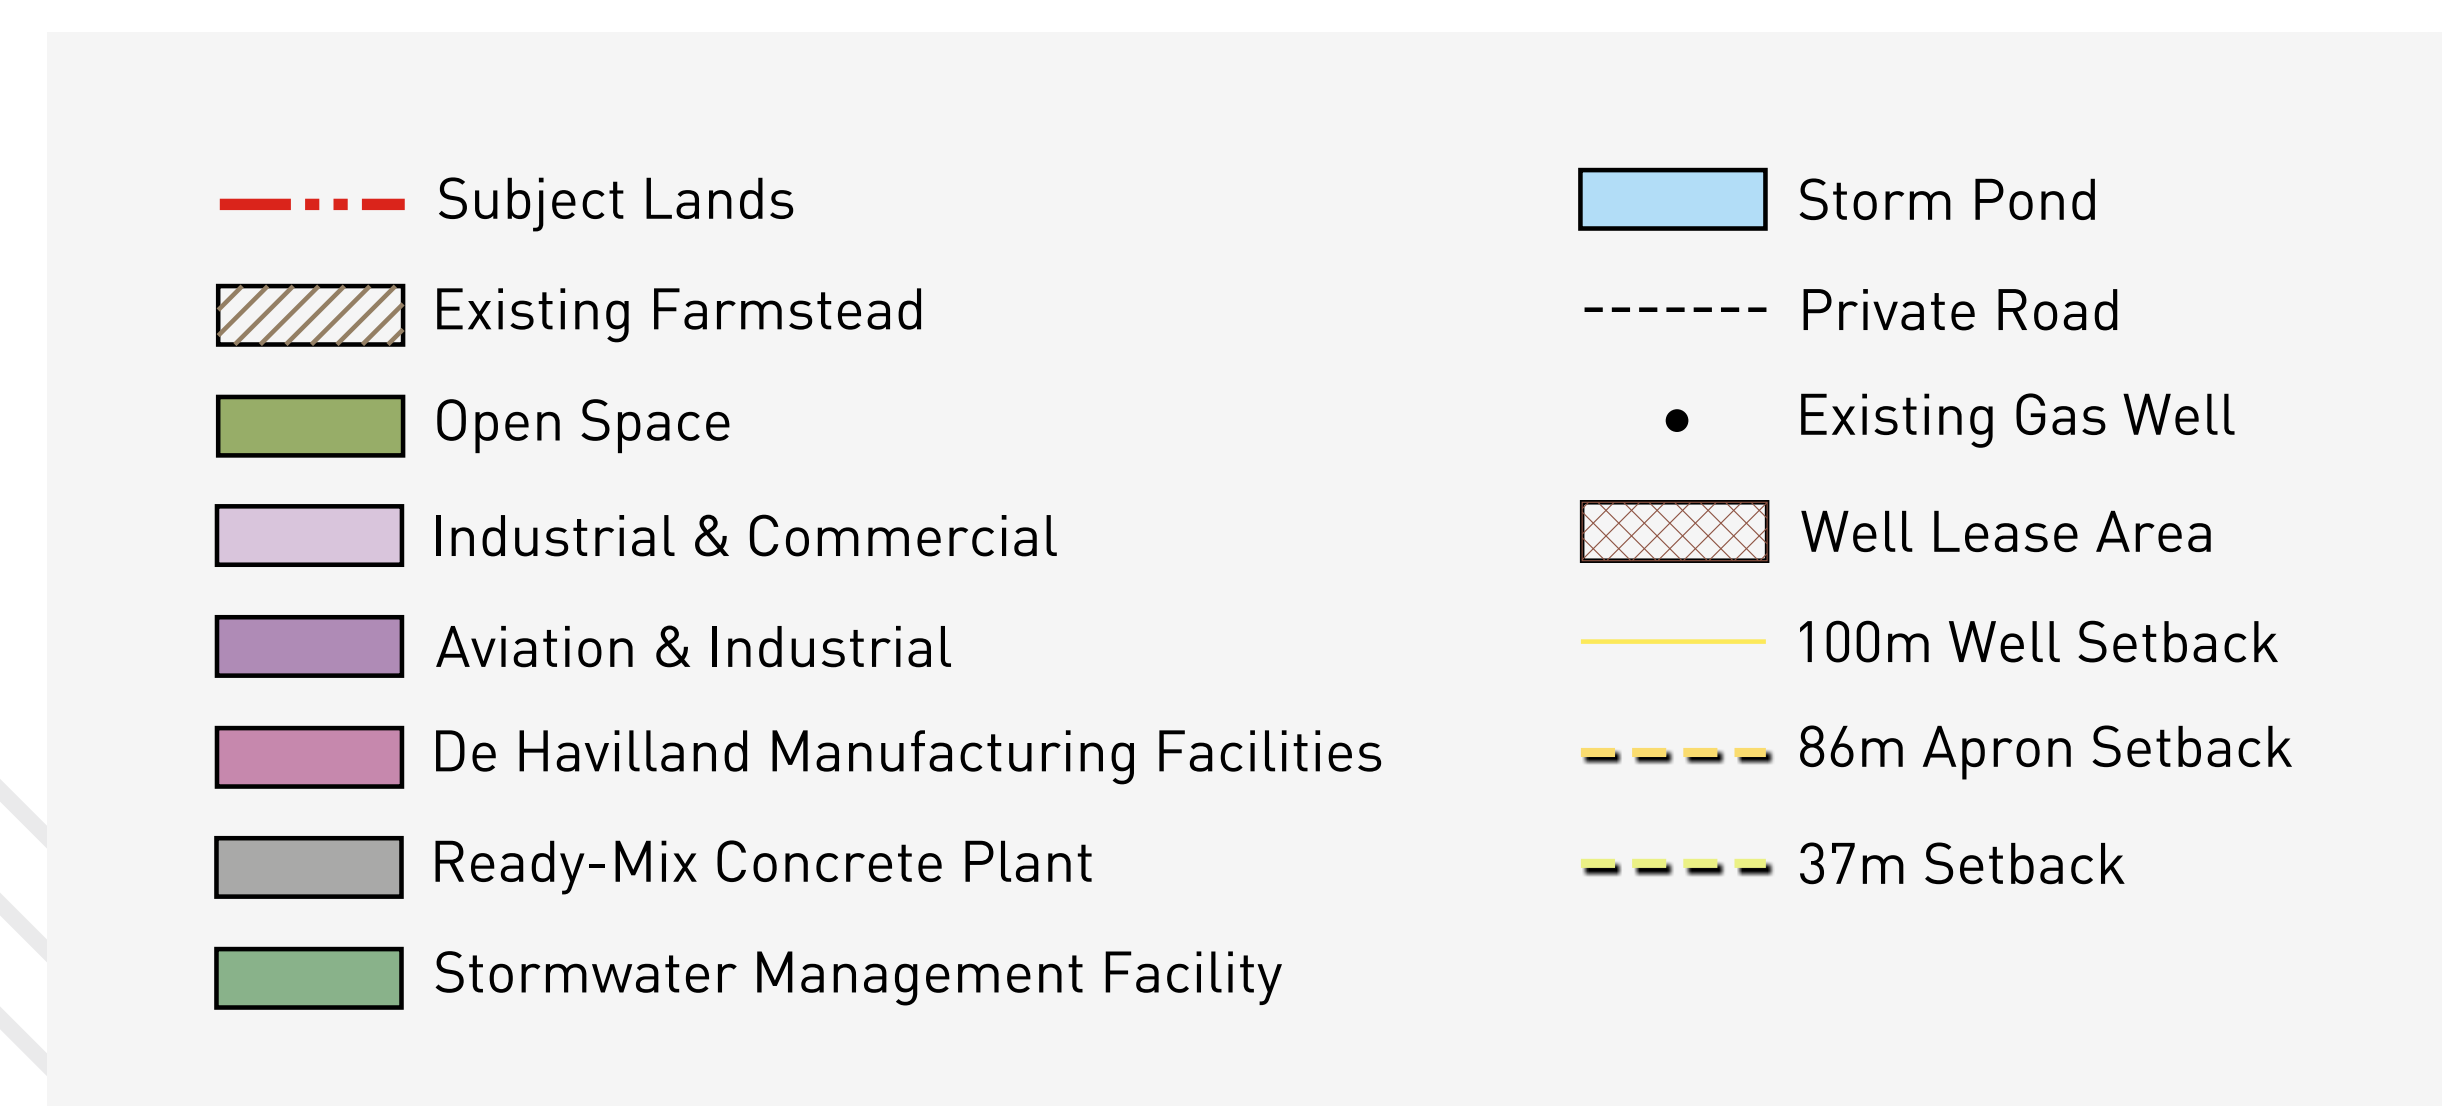 Subject Lands
Existing Farmstead
Open Space
Industrial & Commercial
Aviation & Industrial
De Havilland Manufacturing Facilities
Ready-Mix Concrete Plant
Stormwater Management Facility
Storm Pond
Private Road
Existing Gas Well
Well Lease Area
100m Well Setback
86m Apron Setback
37m Setback